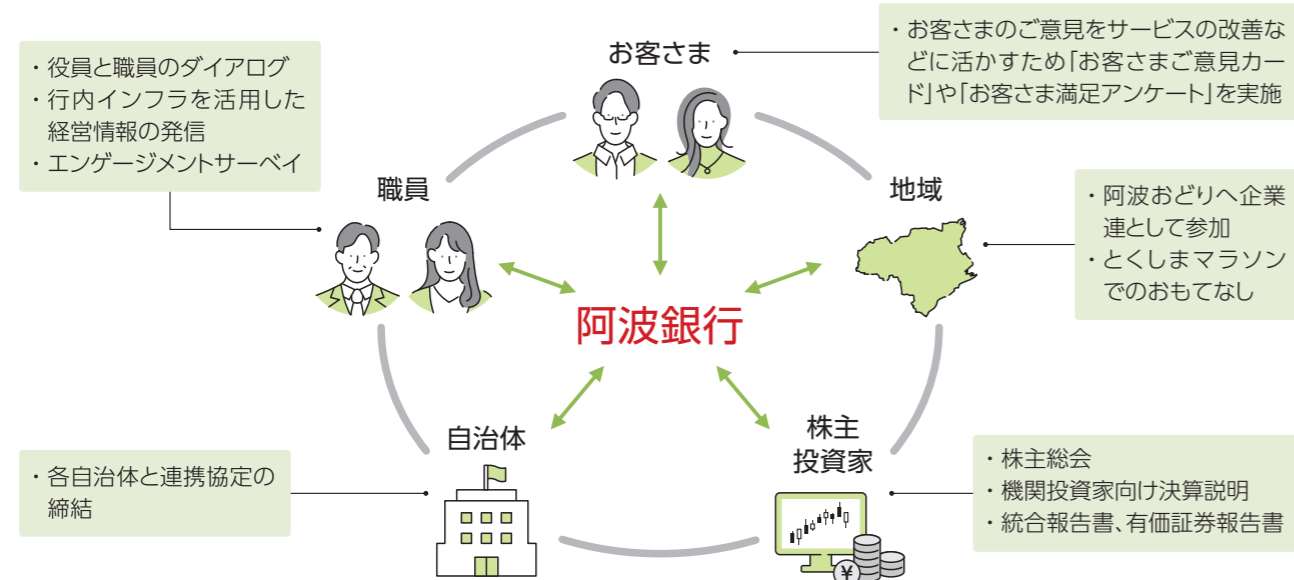 お客さま
・お客さまのご意見をサービスの改善な
どに活かすため「お客さまご意見カー
ド」や「お客さま満足アンケート」を実施
・役員と職員のダイアログ
・行内インフラを活用した
経営情報の発信
・エンゲージメントサーベイ
職員
地域
・阿波おどりへ企業
連として参加
・とくしまマラソン
でのおもてなし
阿波銀行
自治体
・各自治体と連携協定の
締結
株主
投資家
・株主総会
・機関投資家向け決算説明
・統合報告書、有価証券報告書
¥